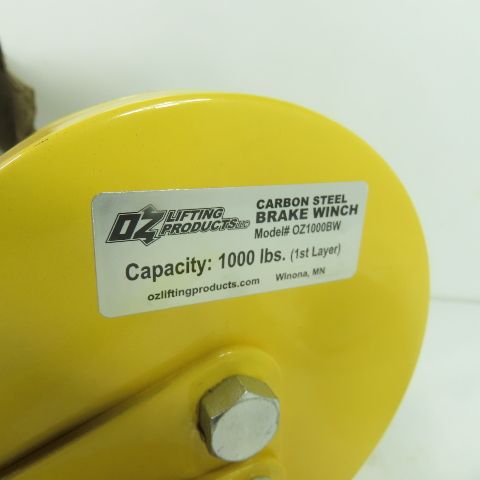 OZ LIFTING PRODUCTS LLC
CARBON STEEL
BRAKE WINCH
Model# OZ1000BW
Capacity: 1000 lbs. (1st Layer)
ozliftingproducts.com Winona, MN